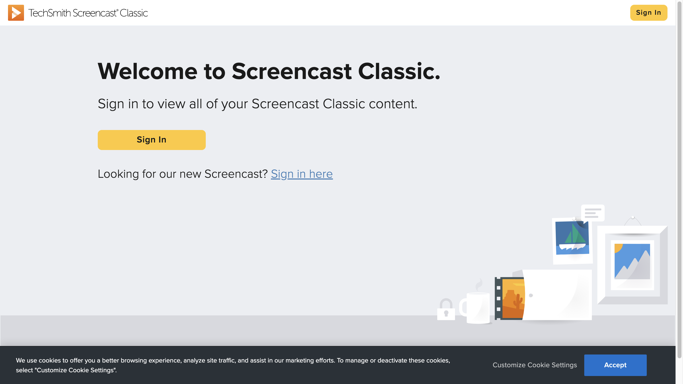 TechSmith Screencast® Classic
Sign In
Welcome to Screencast Classic.
Sign in to view all of your Screencast Classic content.
Sign In
Looking for our new Screencast? Sign in here
We use cookies to offer you a better browsing experience, analyze site traffic, and assist in our marketing efforts. To manage or deactivate these cookies,
select "Customize Cookie Settings".
Customize Cookie Settings
Accept